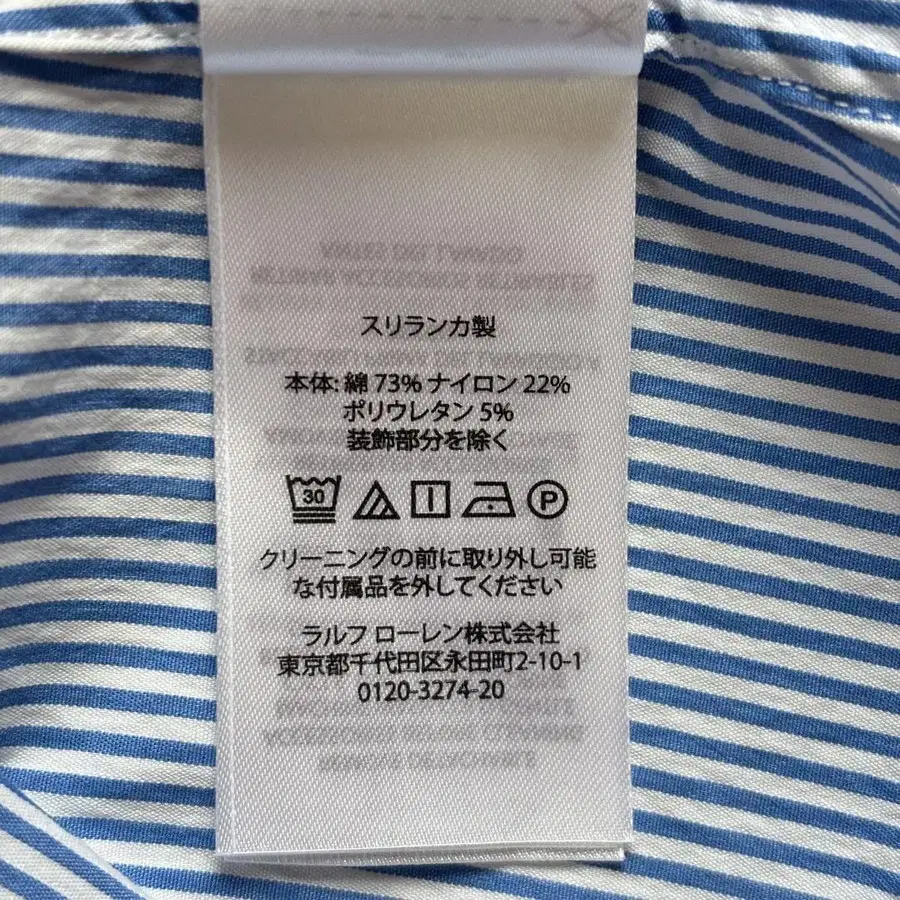 スリランカ製
本体: 綿 73% ナイロン 22%
ポリウレタン 5%
装飾部分を除く
30
P
クリーニングの前に取り外し可能
な付属品を外してください
ラルフ ローレン株式会社
東京都千代田区永田町2-10-1
0120-3274-20